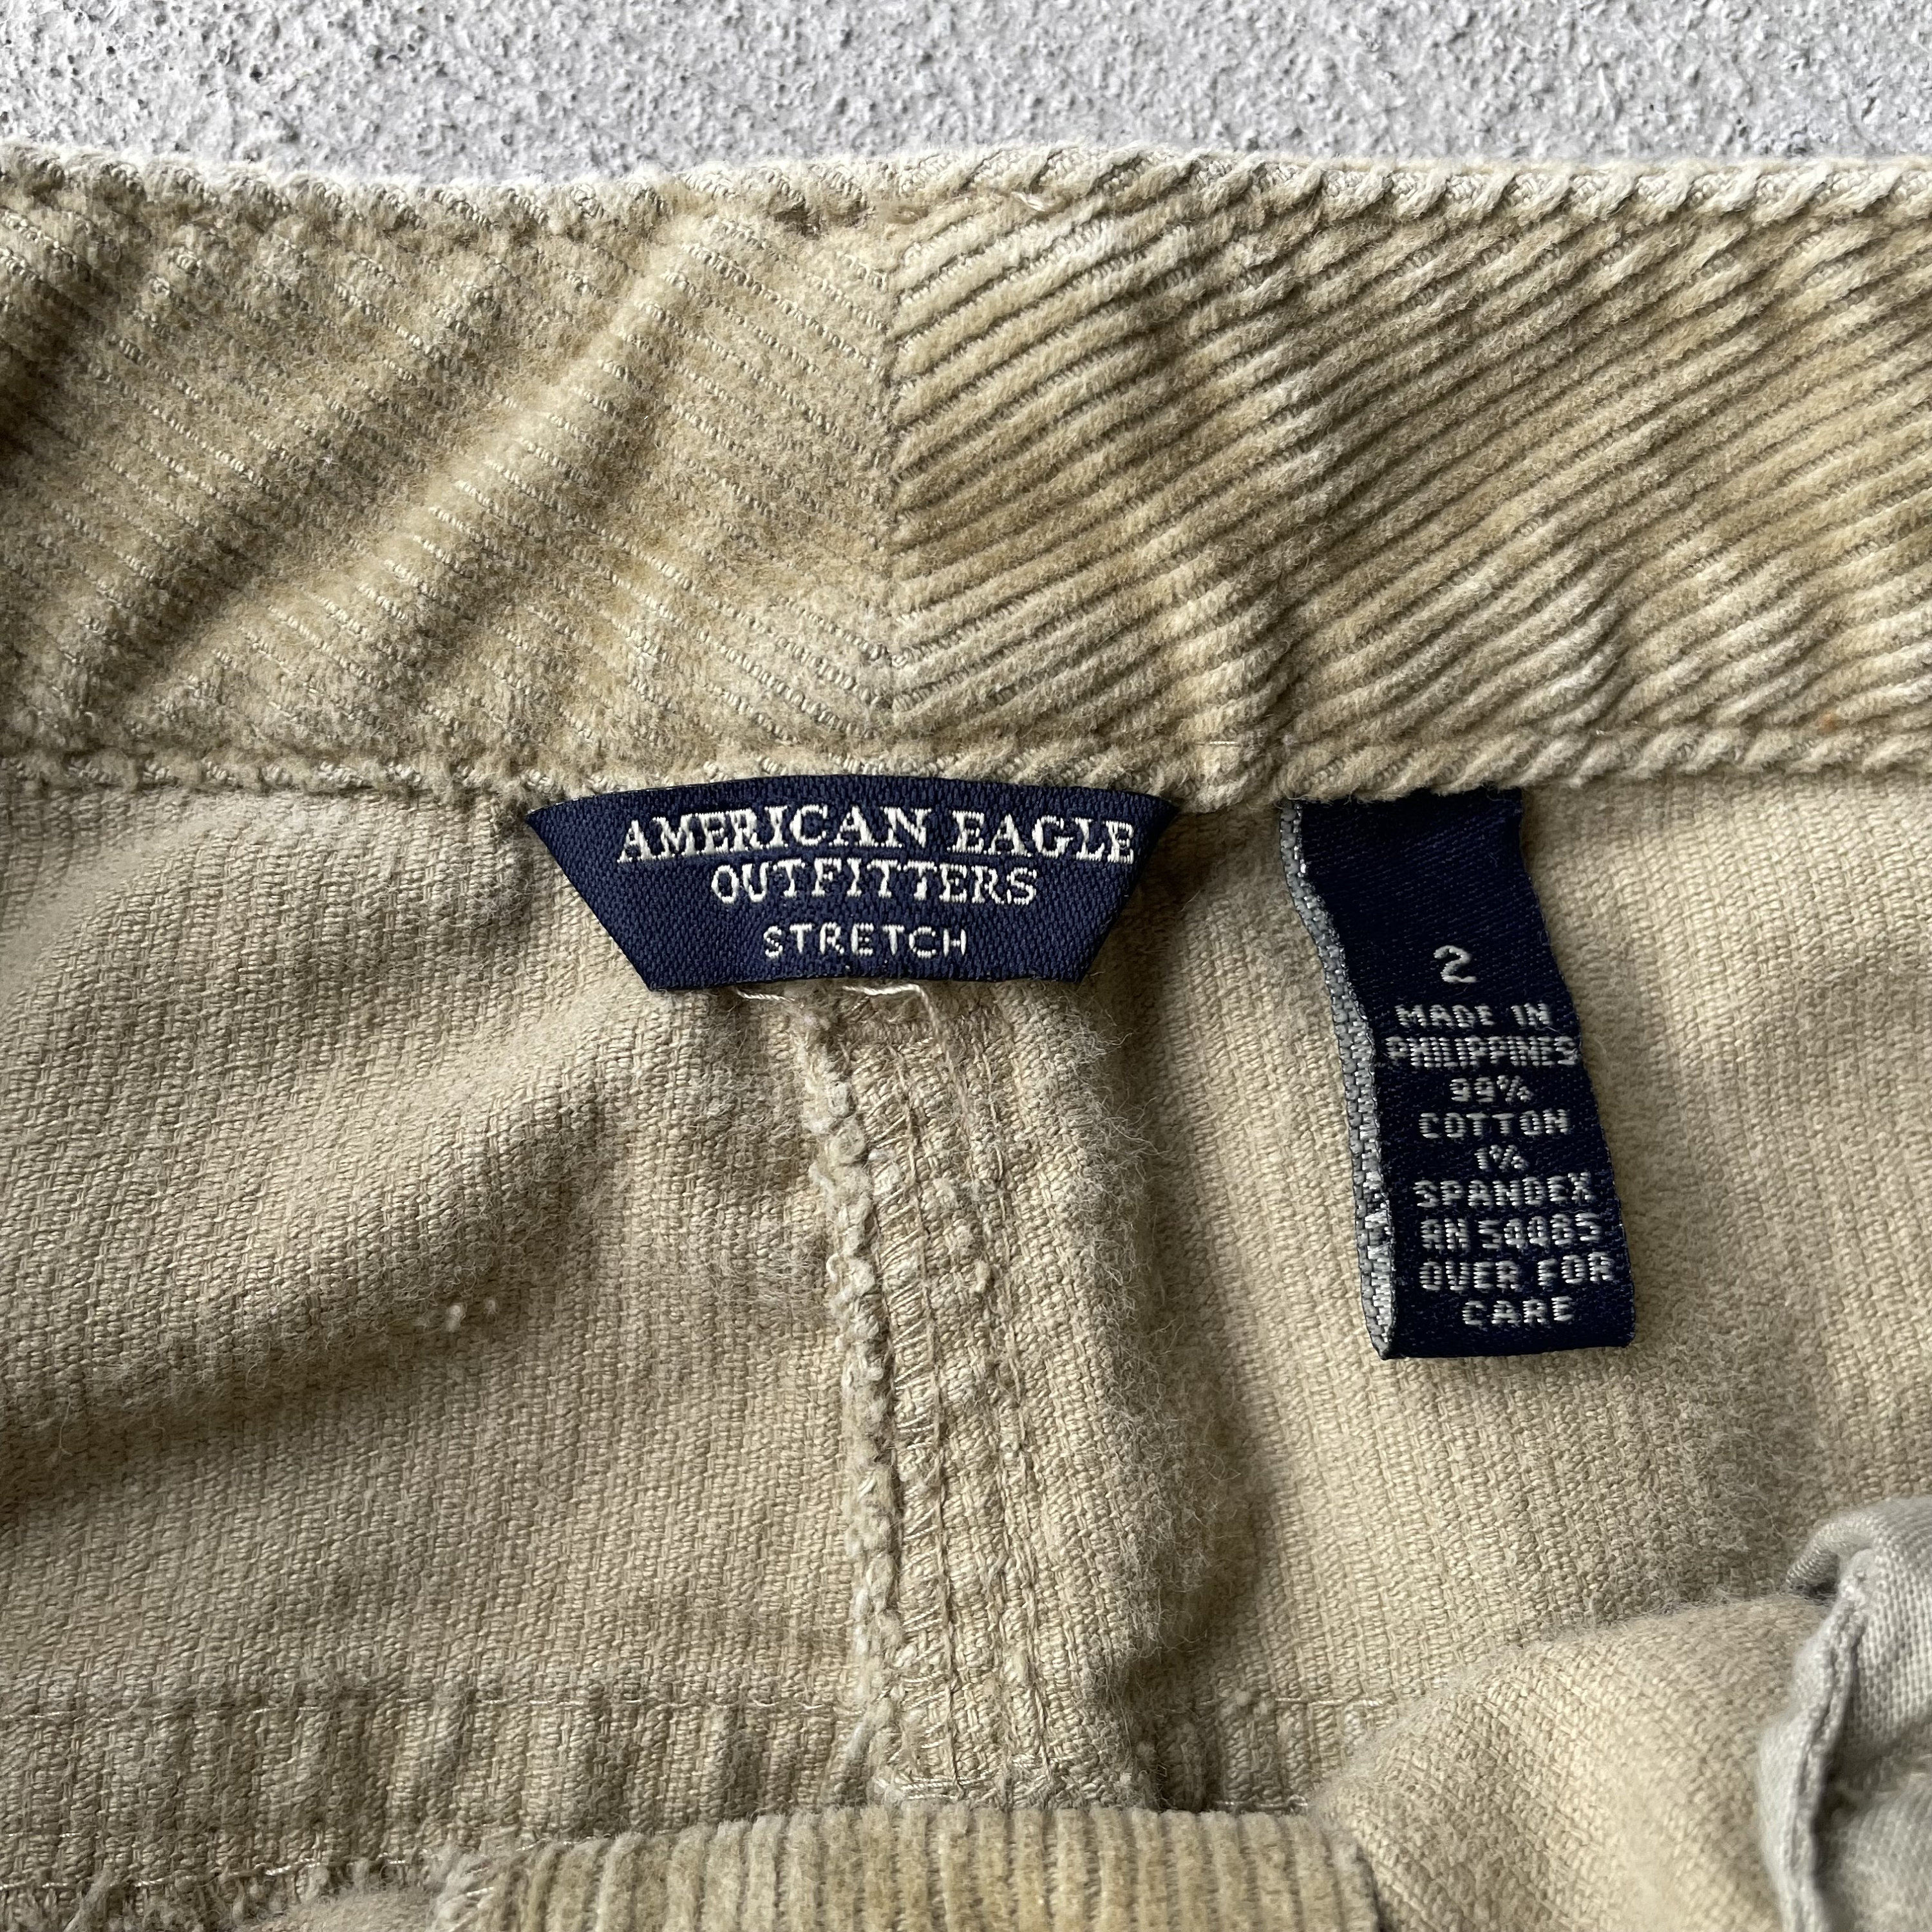 AMERICAN EAGLE
OUTFITTERS
STRETCH
2
MADE IN
PHILIPPINES
99%
COTTON
1%
SPANDEX
RN 54485
OVER FOR
CARE